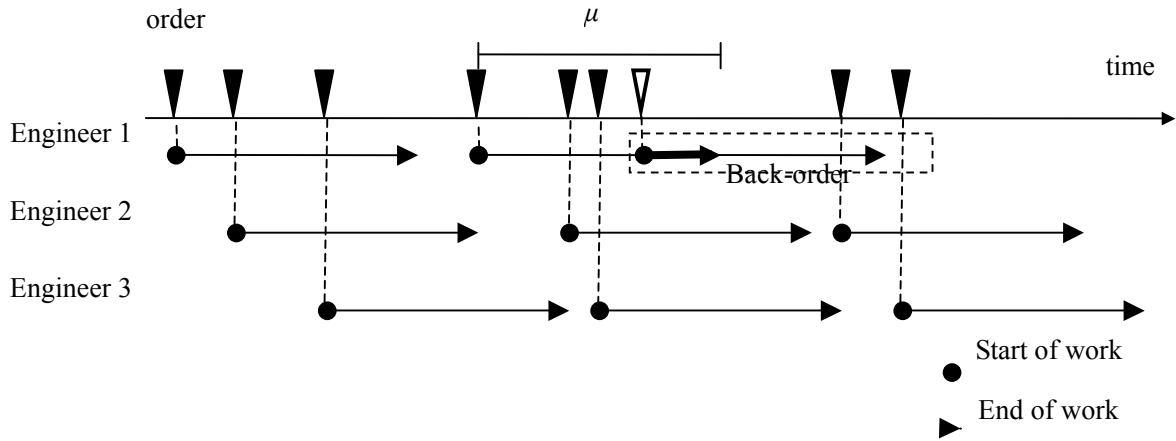 order
μ
time
Engineer 1
Back-order
Engineer 2
Engineer 3
Start of work
End of work